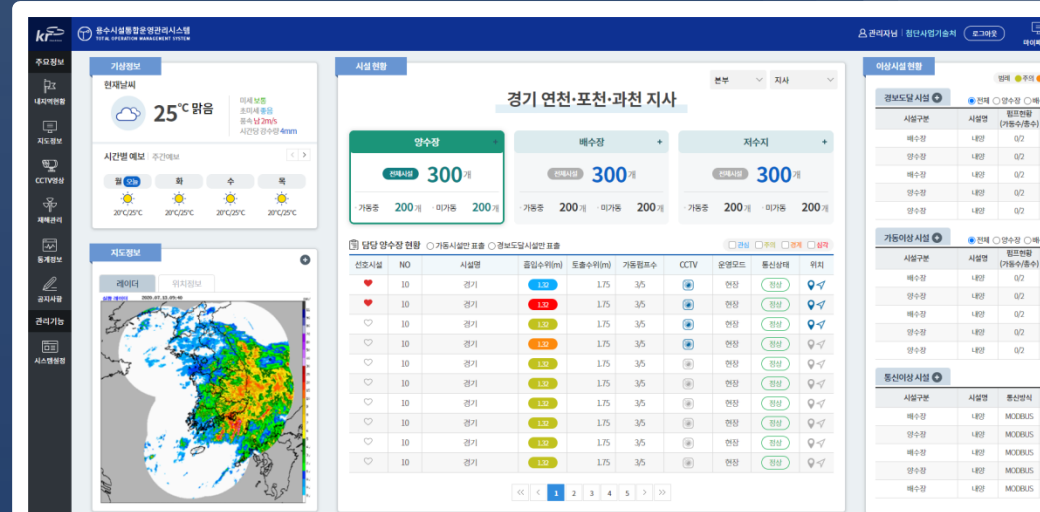 kr
용수시설통합운영관리시스템
TOTAL OPERATION MANAGEMENT SYSTEM
관리자님 | 첨단사업기술처 로그아웃
주요정보
내지역현황
지도정보
CCTV영상
재해관리
통계정보
공지사항
관리기능
시스템설정
기상정보
현재날씨
25℃ 맑음
미세 보통
초미세 좋음
풍속 남 2m/s
시간당 강수량 4mm
시간별 예보 | 주간예보
월 오늘 화 수 목
20℃/25℃ 20℃/25℃ 20℃/25℃ 20℃/25℃
지도정보
레이더 위치정보
시설 현황
본부 지사
경기 연천·포천·과천 지사
양수장 + 배수장 + 저수지 +
전체시설 300개 전체시설 300개 전체시설 300개
· 가동중 200개 · 미가동 200개 · 가동중 200개 · 미가동 200개 · 가동중 200개 · 미가동 200개
담당 양수장 현황 가동시설만 표출 경보도달시설만 표출 관심 주의 경계 심각
선호시설 NO 시설명 흡입수위(m) 토출수위(m) 가동펌프수 CCTV 운영모드 통신상태 위치
10 경기 1.32 1.75 3/5 현장 정상
10 경기 1.32 1.75 3/5 현장 정상
10 경기 1.32 1.75 3/5 현장 정상
10 경기 1.32 1.75 3/5 현장 정상
10 경기 1.32 1.75 3/5 현장 정상
10 경기 1.32 1.75 3/5 현장 정상
10 경기 1.32 1.75 3/5 현장 정상
10 경기 1.32 1.75 3/5 현장 정상
10 경기 1.32 1.75 3/5 현장 정상
10 경기 1.32 1.75 3/5 현장 정상
<< < 1 2 3 4 5 > >>
이상시설 현황
범례 주의
경보도달 시설 전체 양수장
시설구분 시설명 펌프현황
(가동수/총수)
배수장 내양 0/2
양수장 내양 0/2
배수장 내양 0/2
양수장 내양 0/2
양수장 내양 0/2
가동이상 시설 전체 양수장
시설구분 시설명 펌프현황
(가동수/총수)
배수장 내양 0/2
양수장 내양 0/2
배수장 내양 0/2
양수장 내양 0/2
양수장 내양 0/2
통신이상 시설
시설구분 시설명 통신방식
배수장 내양 MODBUS
양수장 내양 MODBUS
배수장 내양 MODBUS
양수장 내양 MODBUS
배수장 내양 MODBUS